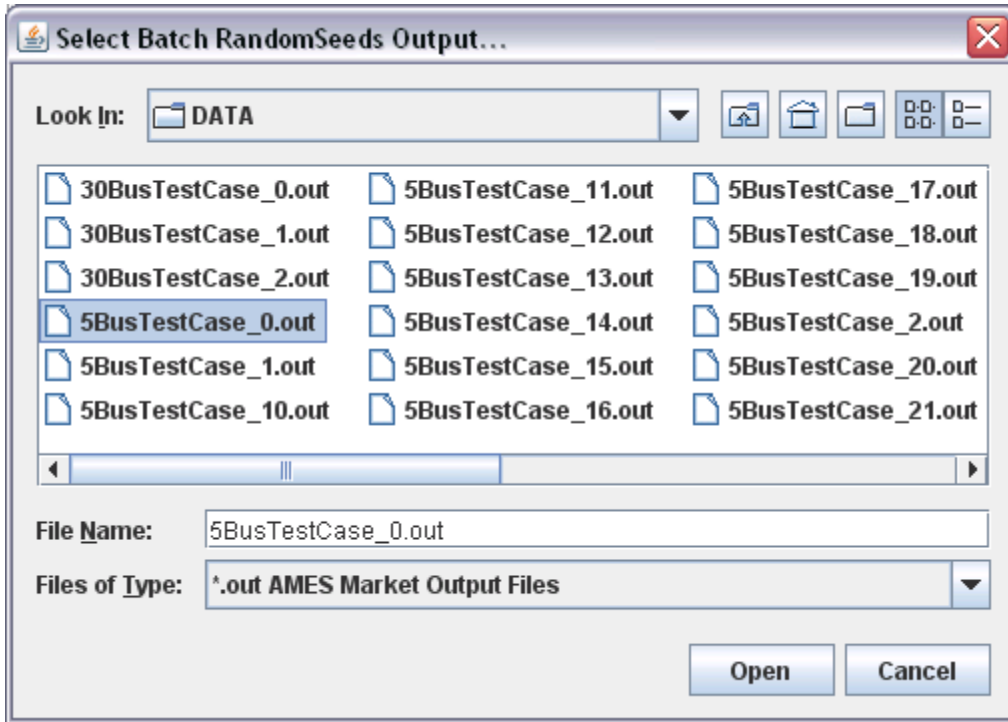 Select Batch RandomSeeds Output...
Look In: DATA
30BusTestCase_0.out 5BusTestCase_11.out 5BusTestCase_17.out
30BusTestCase_1.out 5BusTestCase_12.out 5BusTestCase_18.out
30BusTestCase_2.out 5BusTestCase_13.out 5BusTestCase_19.out
5BusTestCase_0.out 5BusTestCase_14.out 5BusTestCase_2.out
5BusTestCase_1.out 5BusTestCase_15.out 5BusTestCase_20.out
5BusTestCase_10.out 5BusTestCase_16.out 5BusTestCase_21.out
File Name: 5BusTestCase_0.out
Files of Type: *.out AMES Market Output Files
Open Cancel